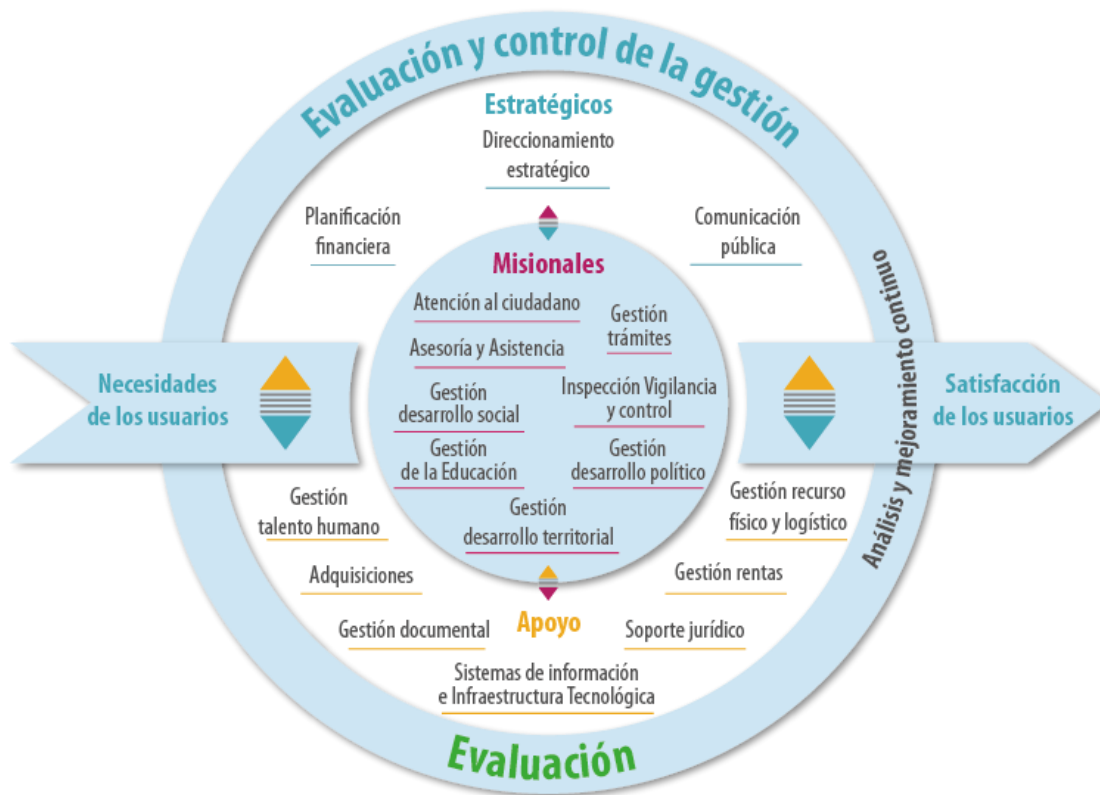 Evaluación y control de la gestión
Estratégicos
Direccionamiento
estratégico
Planificación
financiera
Comunicación
pública
Misionales
Atención al ciudadano
Gestión
trámites
Asesoría y Asistencia
Gestión
desarrollo social
Inspección Vigilancia
y control
Gestión
de la Educación
Gestión
desarrollo político
Gestión
desarrollo territorial
Necesidades
de los usuarios
Satisfacción
de los usuarios
Análisis y mejoramiento continuo
Gestión
talento humano
Gestión recurso
físico y logístico
Adquisiciones
Gestión rentas
Apoyo
Gestión documental
Soporte jurídico
Sistemas de información
e Infraestructura Tecnológica
Evaluación